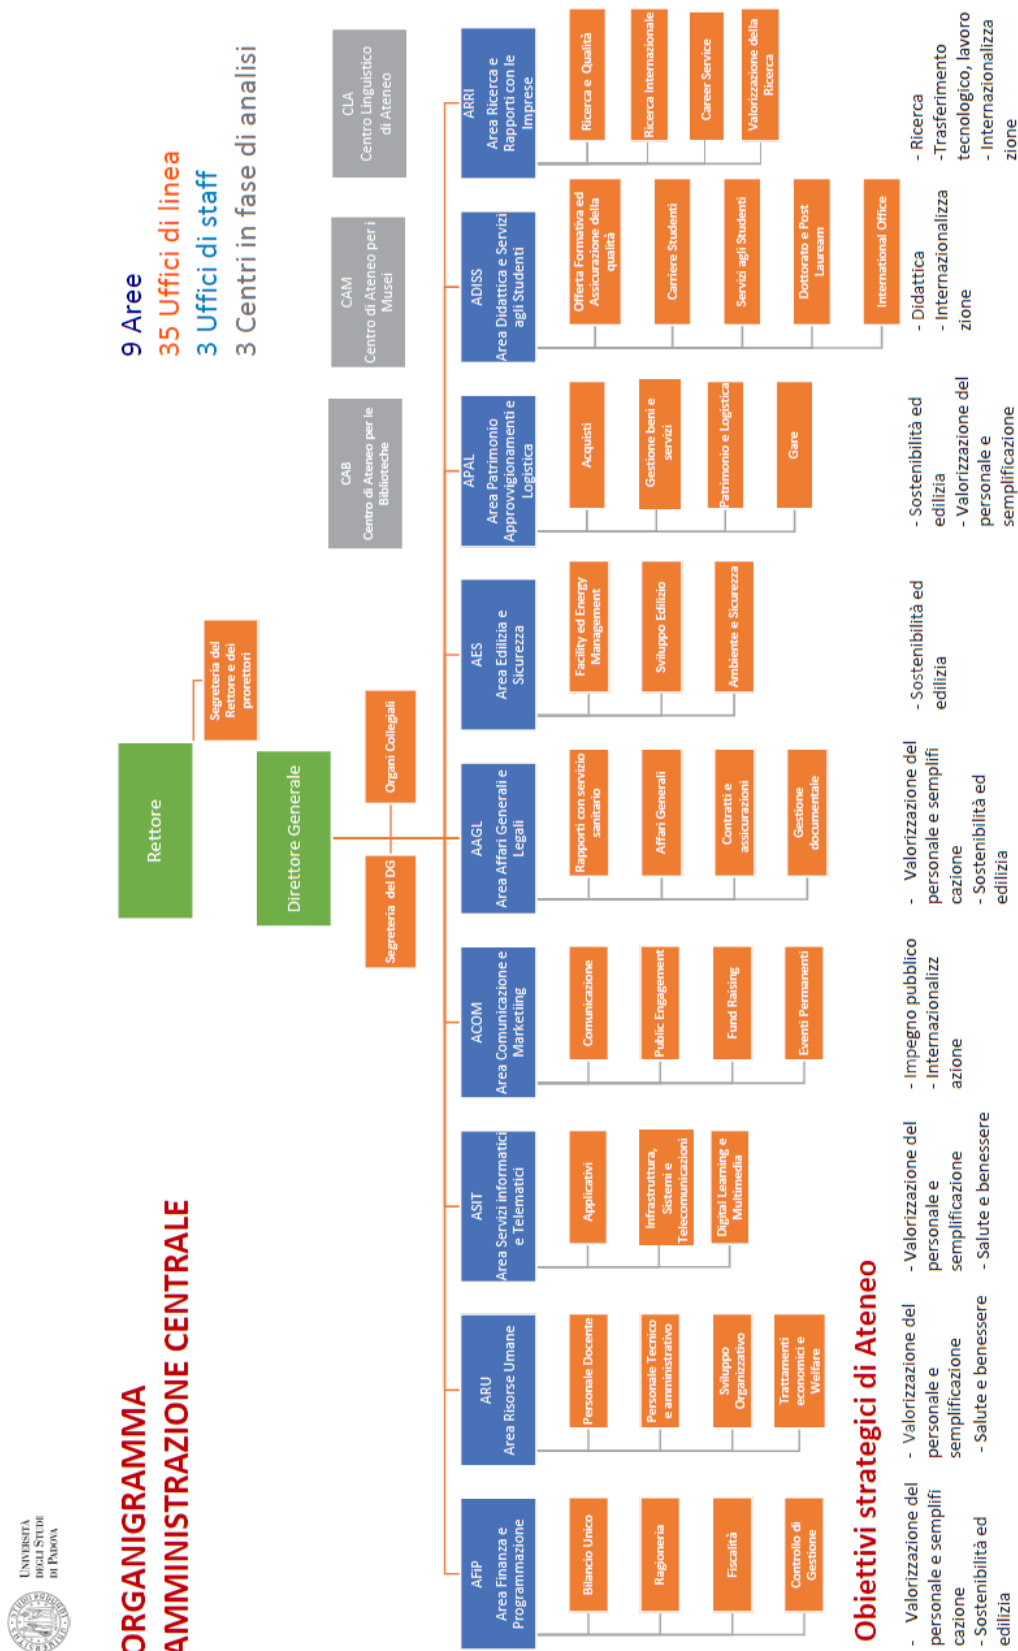 UNIVERSITÀ
DEGLI STUDI
DI PADOVA
ORGANIGRAMMA
AMMINISTRAZIONE CENTRALE
9 Aree
35 Uffici di linea
3 Uffici di staff
3 Centri in fase di analisi
Rettore
Segreteria del
Rettore e dei
prorettori
Direttore Generale
Segreteria del DG
Organi Collegiali
CAB
Centro di Ateneo per le
Biblioteche
CAM
Centro di Ateneo per i
Musei
CLA
Centro Linguistico
di Ateneo
AFiP
Area Finanza e
Programmazione
Bilancio Unico
Ragioneria
Fiscalità
Controllo di
Gestione
ARU
Area Risorse Umane
Personale Docente
Personale Tecnico
e amministrativo
Sviluppo
Organizzativo
Trattamenti
economici e
Welfare
ASIT
Area Servizi informatici
e Telematici
Applicativi
Infrastruttura,
Sistemi e
Telecomunicazioni
Digital Learning e
Multimedia
ACOM
Area Comunicazione e
Marketiing
Comunicazione
Public Engagement
Fund Raising
Eventi Permanenti
AAGL
Area Affari Generali e
Legali
Rapporti con servizio
sanitario
Affari Generali
Contratti e
assicurazioni
Gestione
documentale
AES
Area Edilizia e
Sicurezza
Facility ed Energy
Management
Sviluppo Edilizio
Ambiente e Sicurezza
APAL
Area Patrimonio
Approvvigionamenti e
Logistica
Acquisti
Gestione beni e
servizi
Patrimonio e Logistica
Gare
ADISS
Area Didattica e Servizi
agli Studenti
Offerta Formativa ed
Assicurazione della
qualità
Carriere Studenti
Servizi agli Studenti
Dottorato e Post
Lauream
International Office
ARRI
Area Ricerca e
Rapporti con le
Imprese
Ricerca e Qualità
Ricerca Internazionale
Career Service
Valorizzazione della
Ricerca
Obiettivi strategici di Ateneo
- Valorizzazione del
personale e semplifi
cazione
- Sostenibilità ed
edilizia
- Valorizzazione del
personale e
semplificazione
- Salute e benessere
- Valorizzazione del
personale e
semplificazione
- Salute e benessere
- Impegno pubblico
- Internazionalizz
azione
- Valorizzazione del
personale e semplifi
cazione
- Sostenibilità ed
edilizia
- Sostenibilità ed
edilizia
- Sostenibilità ed
edilizia
- Valorizzazione del
personale e
semplificazione
- Didattica
- Internazionalizza
zione
- Ricerca
-Trasferimento
tecnologico, lavoro
- Internazionalizza
zione